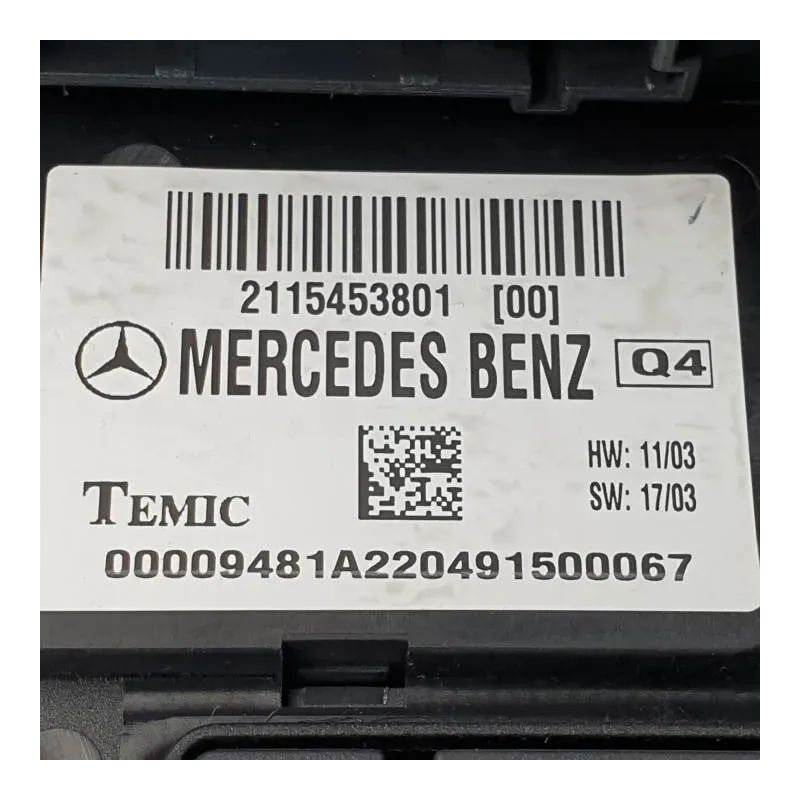 2115453801 [00]
MERCEDES BENZ Q4
HW: 11/03
TEMIC SW: 17/03
00009481A220491500067